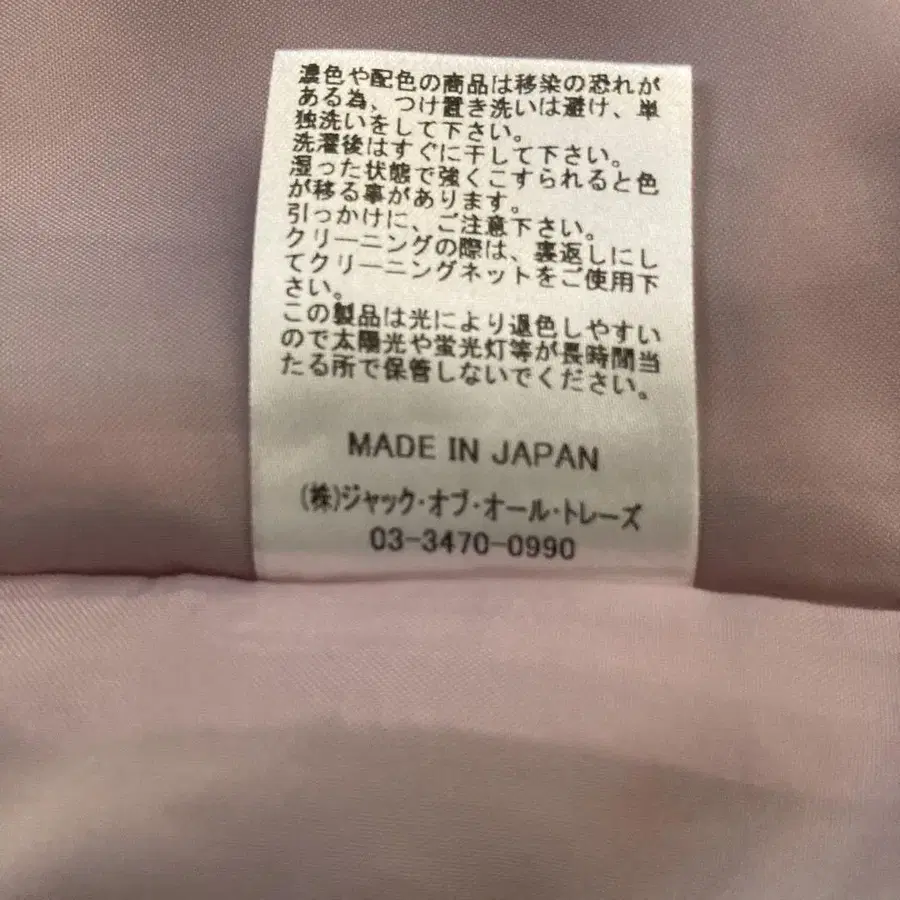 濃色や配色の商品は移染の恐れが
ある為、つけ置き洗いは避け、単
独洗いをして下さい。
洗濯後はすぐに干して下さい。
湿った状態で強くこすられると色
が移る事があります。
引っかけに、ご注意下さい。
クリーニングの際は、裏返しにし
てクリーニングネットをご使用下
さい。
この製品は光により退色しやすい
ので太陽光や蛍光灯等が長時間当
たる所で保管しないでください。
MADE IN JAPAN
(株)ジャック・オブ・オール・トレーズ
03-3470-0990